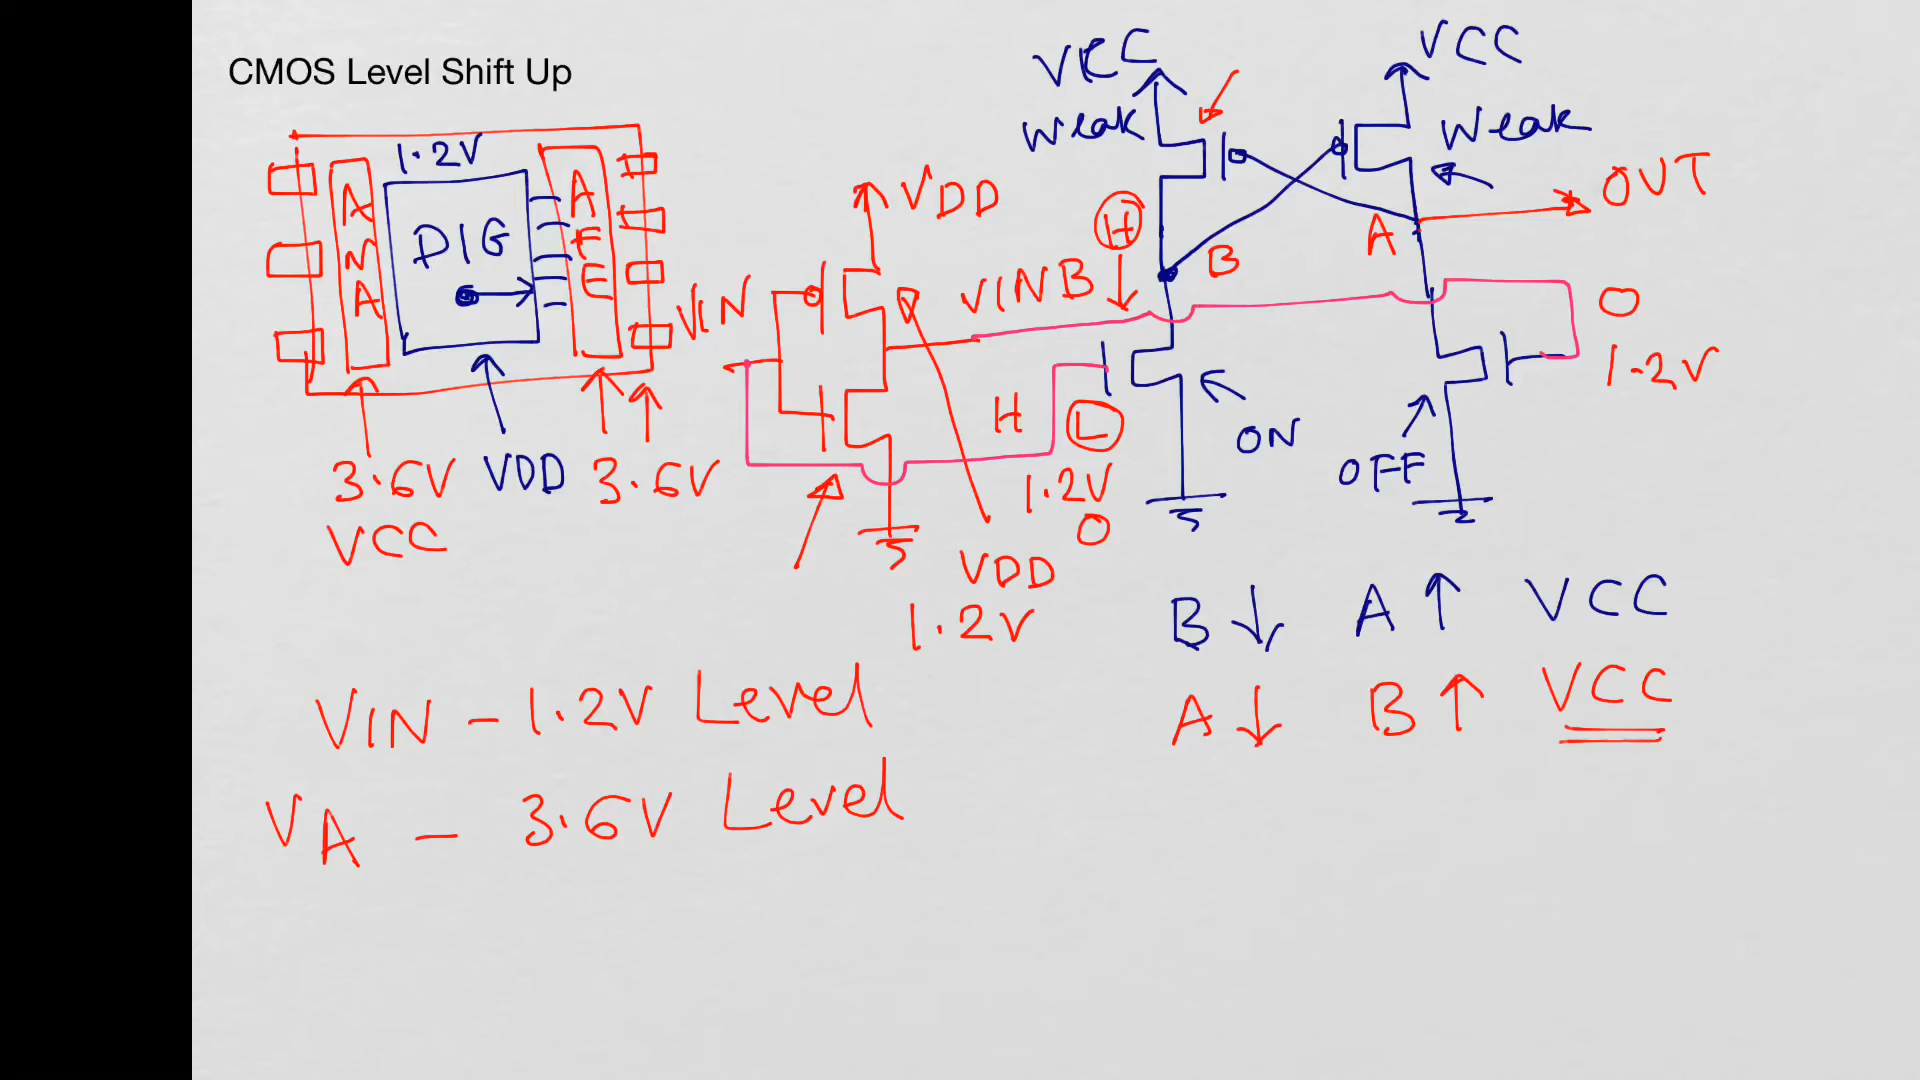 CMOS Level Shift Up
VCC
VCC
Weak
Weak
1.2V
ANA
DIG
AFE
VDD
H
B
A
OUT
VIN
VINB
O
1.2V
H
L
ON
OFF
3.6V VDD 3.6V
VCC
1.2V
O
VDD
1.2V
B ↓ A ↑ VCC
A ↓ B ↑ VCC
VIN - 1.2V Level
VA - 3.6V Level